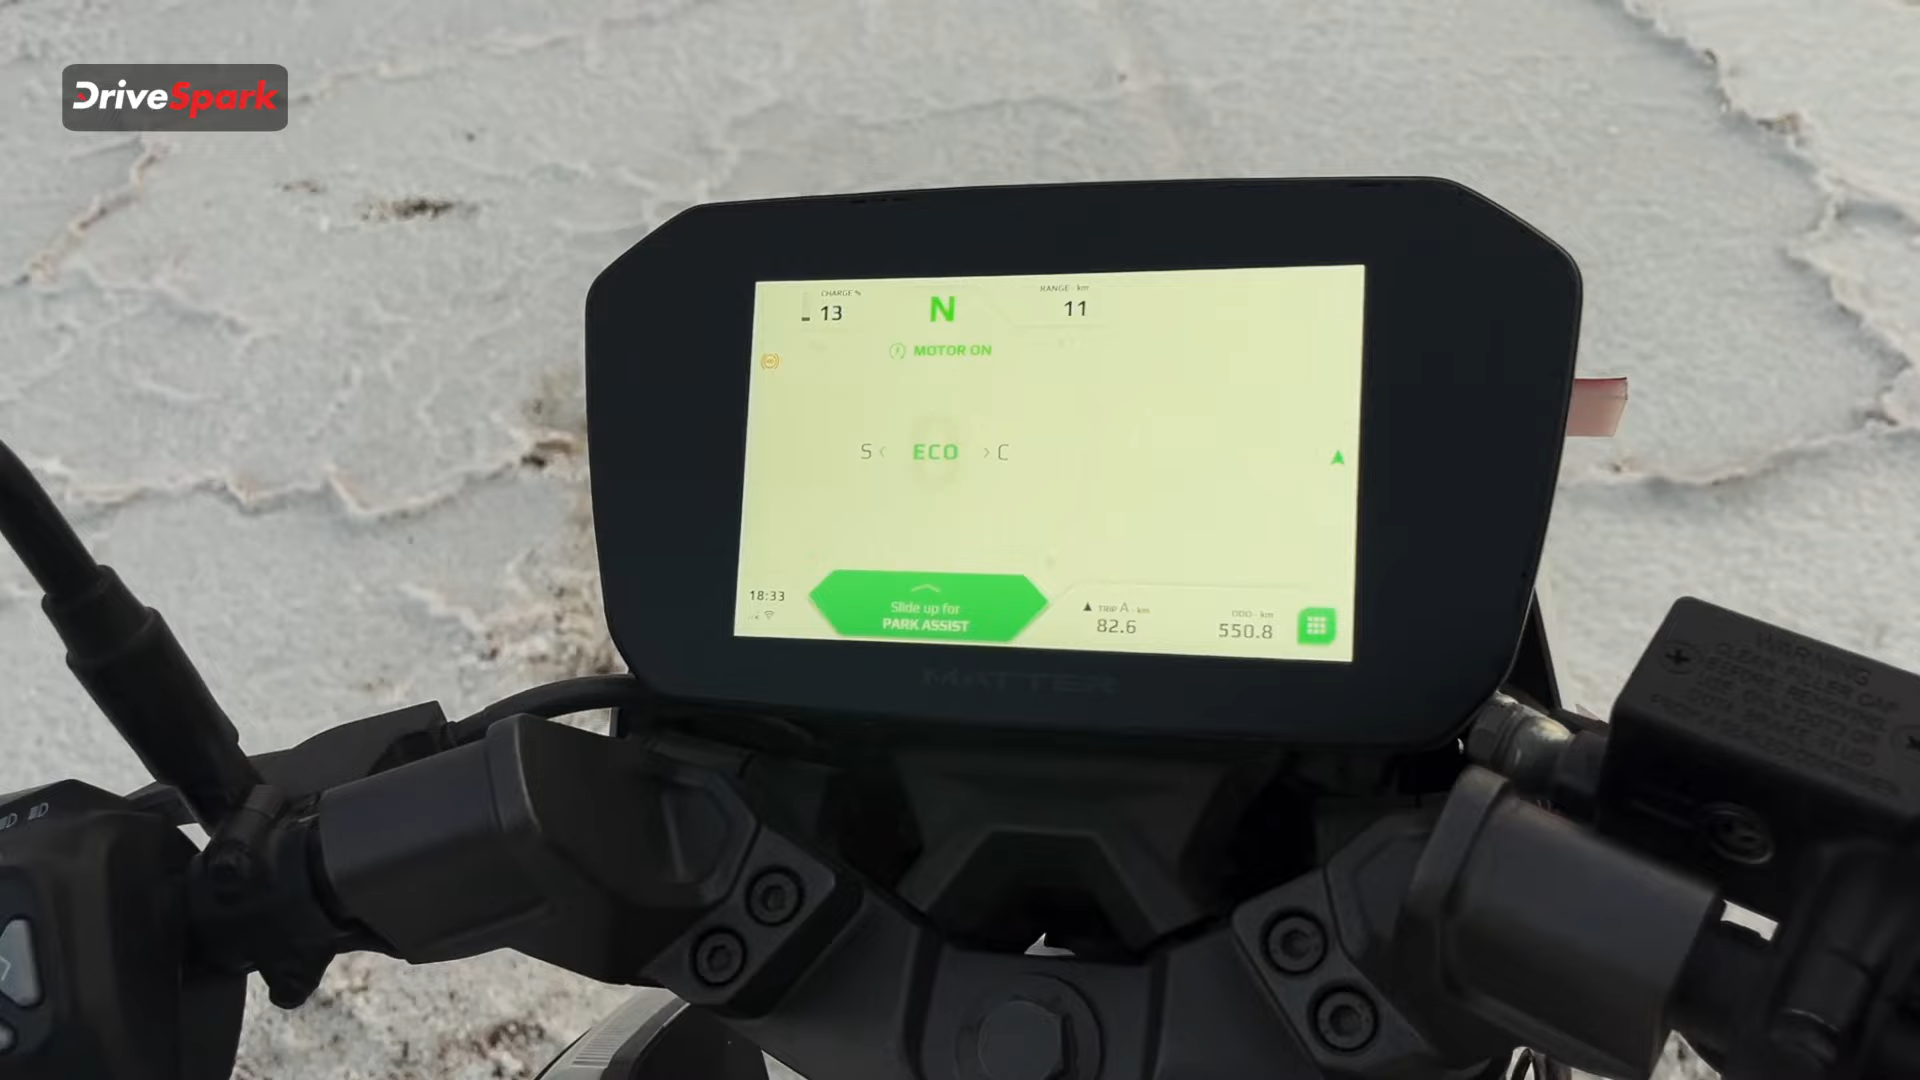 DriveSpark
CHARGE %
13
N
RANGE - km
11
MOTOR ON
S < ECO > C
18:33
Slide up for
PARK ASSIST
TRIP A - km
82.6
ODO - km
550.8
MATTER
WARNING